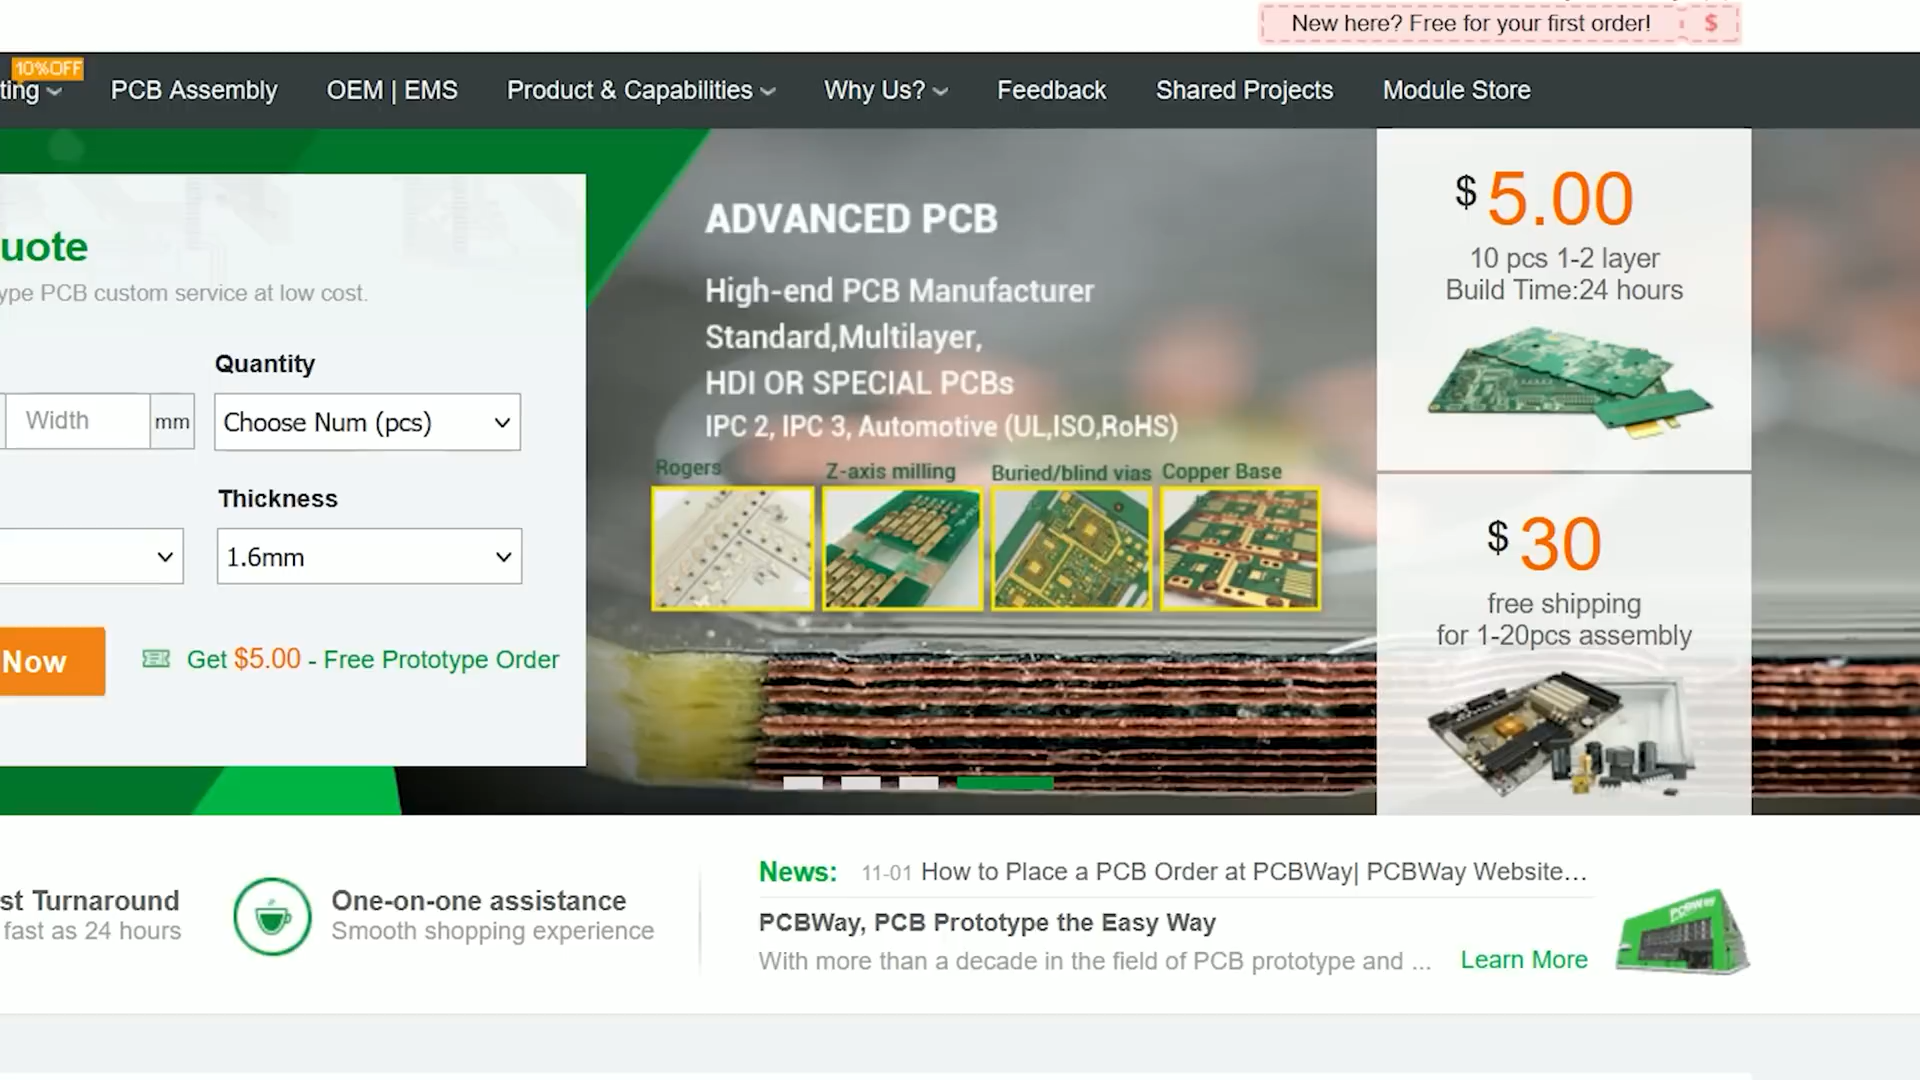 New here? Free for your first order! $
10%OFF
ting
PCB Assembly
OEM | EMS
Product & Capabilities
Why Us?
Feedback
Shared Projects
Module Store
uote
ype PCB custom service at low cost.
Quantity
Width mm
Choose Num (pcs)
Thickness
1.6mm
Now
Get $5.00 - Free Prototype Order
ADVANCED PCB
High-end PCB Manufacturer
Standard,Multilayer,
HDI OR SPECIAL PCBs
IPC 2, IPC 3, Automotive (UL,ISO,RoHS)
Rogers
Z-axis milling
Buried/blind vias
Copper Base
$ 5.00
10 pcs 1-2 layer
Build Time:24 hours
$ 30
free shipping
for 1-20pcs assembly
st Turnaround
fast as 24 hours
One-on-one assistance
Smooth shopping experience
News: 11-01 How to Place a PCB Order at PCBWay| PCBWay Website...
PCBWay, PCB Prototype the Easy Way
With more than a decade in the field of PCB prototype and ...
Learn More
PCBWay